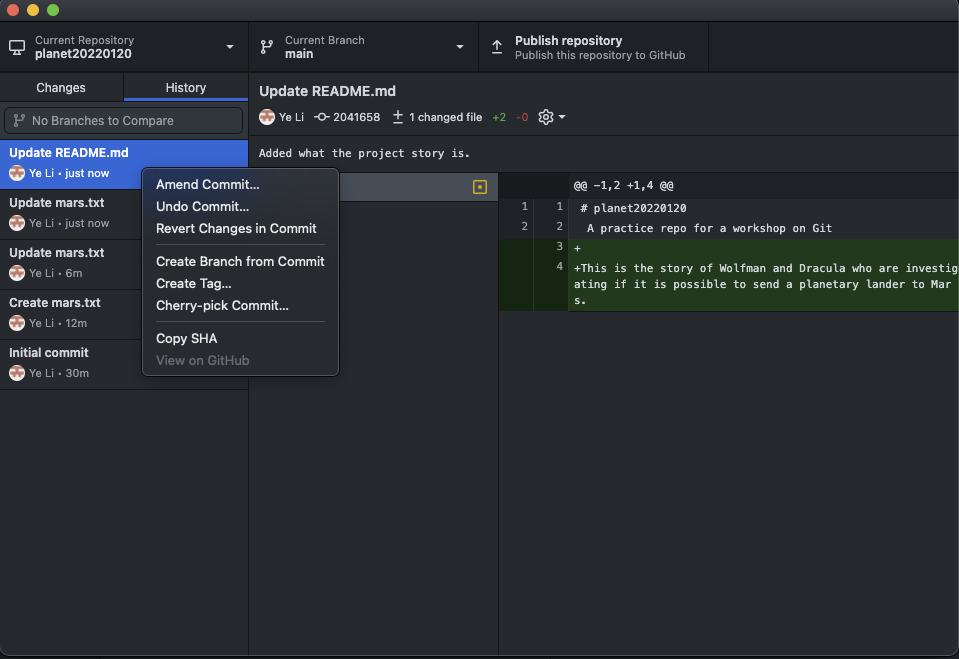 Current Repository
planet20220120
Current Branch
main
Publish repository
Publish this repository to GitHub
Changes
History
No Branches to Compare
Update README.md
Ye Li • just now
Update mars.txt
Ye Li • just now
Update mars.txt
Ye Li • 6m
Create mars.txt
Ye Li • 12m
Initial commit
Ye Li • 30m
Amend Commit...
Undo Commit...
Revert Changes in Commit
Create Branch from Commit
Create Tag...
Cherry-pick Commit...
Copy SHA
View on GitHub
Update README.md
Ye Li 2041658 1 changed file +2 -0
Added what the project story is.
@@ -1,2 +1,4 @@
1 1 # planet20220120
2 2 A practice repo for a workshop on Git
3 +
4 +This is the story of Wolfman and Dracula who are investig
ating if it is possible to send a planetary lander to Mar
s.